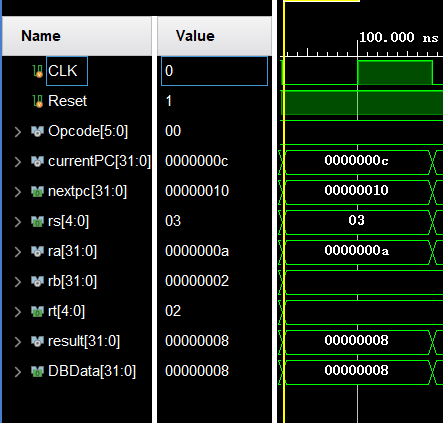 Name Value 100.000 ns
CLK 0
Reset 1
Opcode[5:0] 00
currentPC[31:0] 0000000c 0000000c
nextpc[31:0] 00000010 00000010
rs[4:0] 03 03
ra[31:0] 0000000a 0000000a
rb[31:0] 00000002
rt[4:0] 02
result[31:0] 00000008 00000008
DBData[31:0] 00000008 00000008